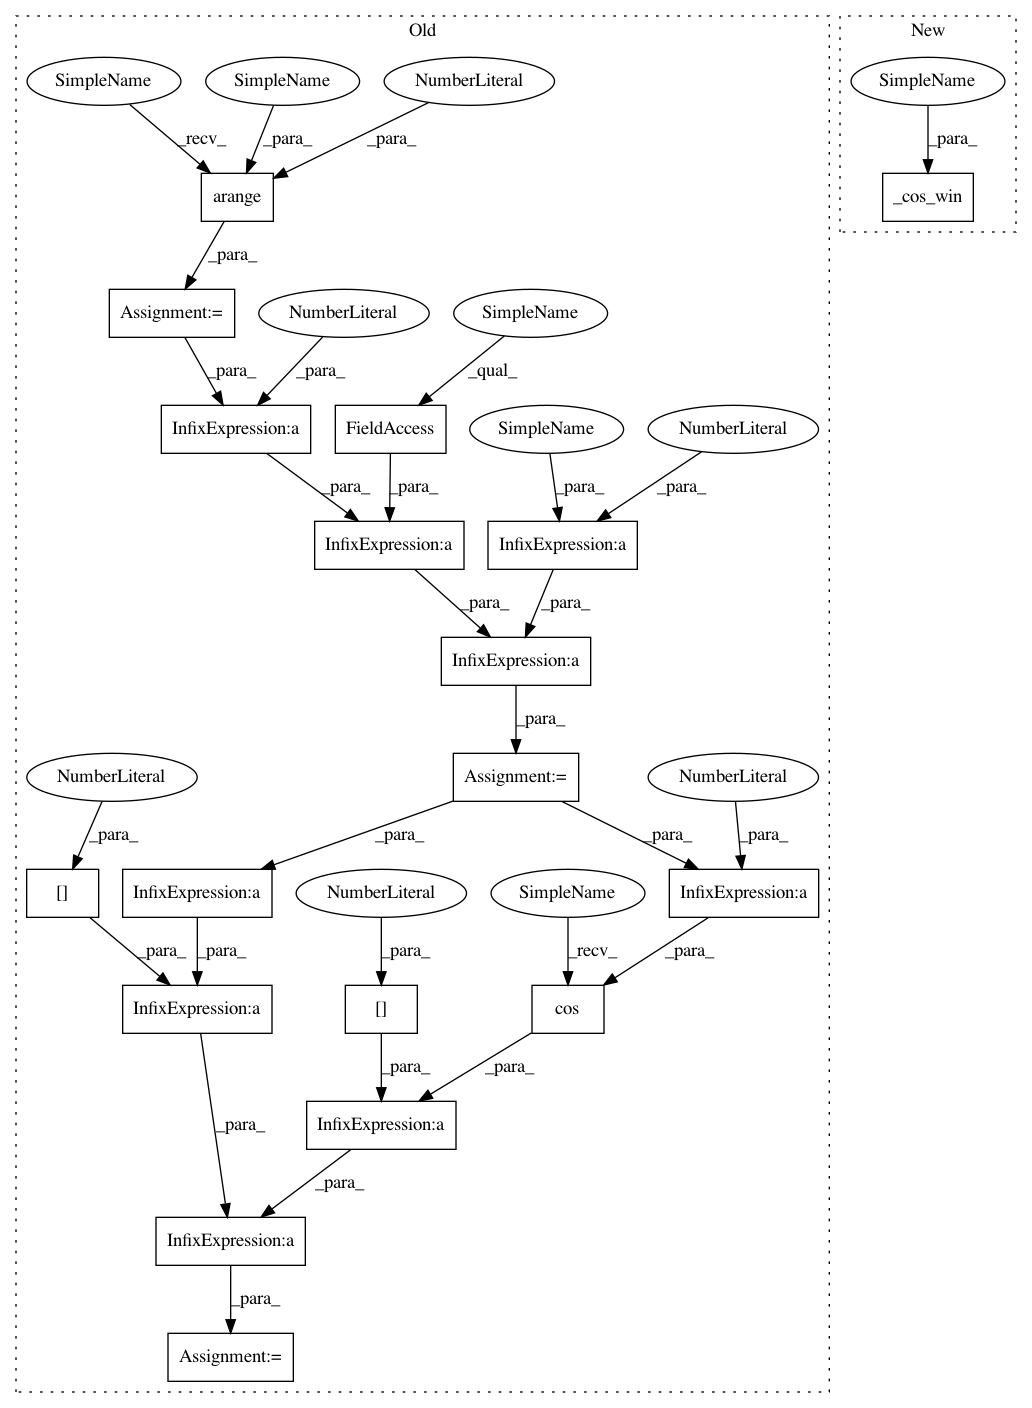 Old
New
SimpleName
SimpleName
NumberLiteral
SimpleName
_recv_
_para_
_para_
_para_
arange
_cos_win
_para_
Assignment:=
NumberLiteral
SimpleName
_para_
_para_
_qual_
InfixExpression:a
FieldAccess
SimpleName
NumberLiteral
_para_
_para_
_para_
_para_
InfixExpression:a
InfixExpression:a
_para_
_para_
InfixExpression:a
_para_
NumberLiteral
Assignment:=
NumberLiteral
_para_
_para_
_para_
_para_
[]
InfixExpression:a
NumberLiteral
SimpleName
InfixExpression:a
_para_
_para_
_para_
_recv_
_para_
InfixExpression:a
[]
cos
_para_
_para_
_para_
InfixExpression:a
_para_
InfixExpression:a
_para_
Assignment:=